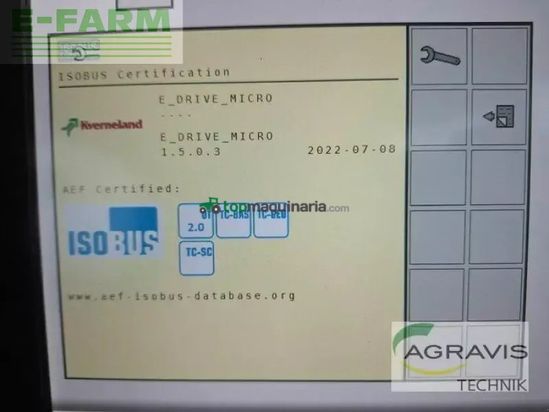 E-FARM
ISOBUS Certification
E_DRIVE_MICRO
----
Kverneland
E_DRIVE_MICRO
1.5.0.3 2022-07-08
AEF Certified:
topmaquinaria.com
ISOBUS
UT 2.0 TC-BAS TC-GEO
TC-SC
www.aef-isobus-database.org
AGRAVIS
TECHNIK